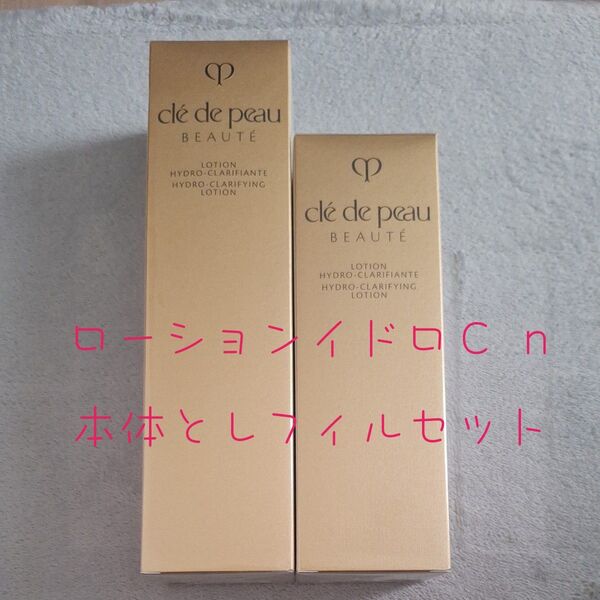 clé de peau
BEAUTÉ
LOTION
HYDRO-CLARIFIANTE
HYDRO-CLARIFYING
LOTION
clé de peau
BEAUTÉ
LOTION
HYDRO-CLARIFIANTE
HYDRO-CLARIFYING
LOTION
ローションイドロC n
本体とレフィルセット